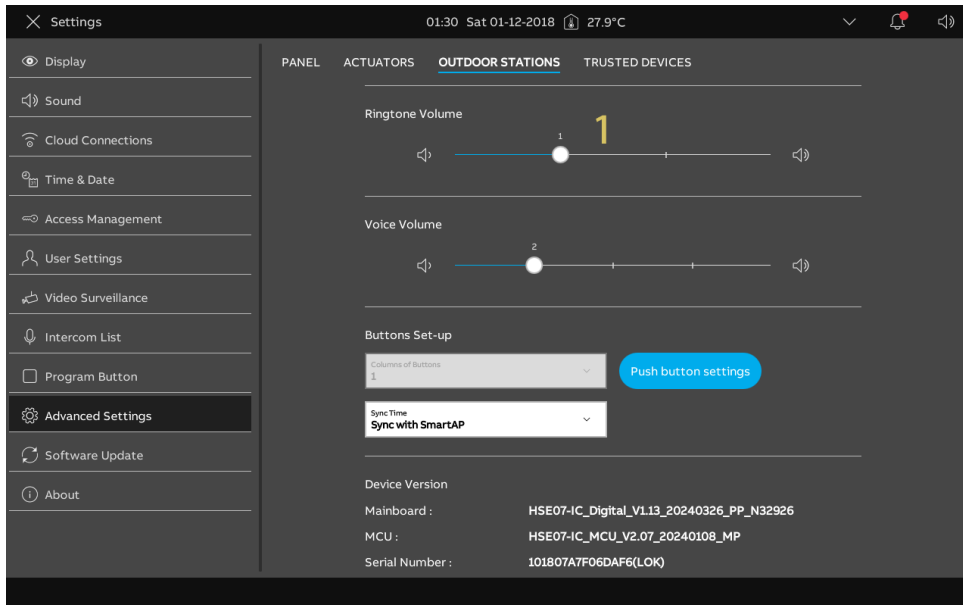 Settings
01:30 Sat 01-12-2018 27.9°C
Display
Sound
Cloud Connections
Time & Date
Access Management
User Settings
Video Surveillance
Intercom List
Program Button
Advanced Settings
Software Update
About
PANEL ACTUATORS OUTDOOR STATIONS TRUSTED DEVICES
Ringtone Volume
1
1
Voice Volume
2
Buttons Set-up
Columns of Buttons
1
Push button settings
Sync Time
Sync with SmartAP
Device Version
Mainboard : HSE07-IC_Digital_V1.13_20240326_PP_N32926
MCU : HSE07-IC_MCU_V2.07_20240108_MP
Serial Number : 101807A7F06DAF6(LOK)